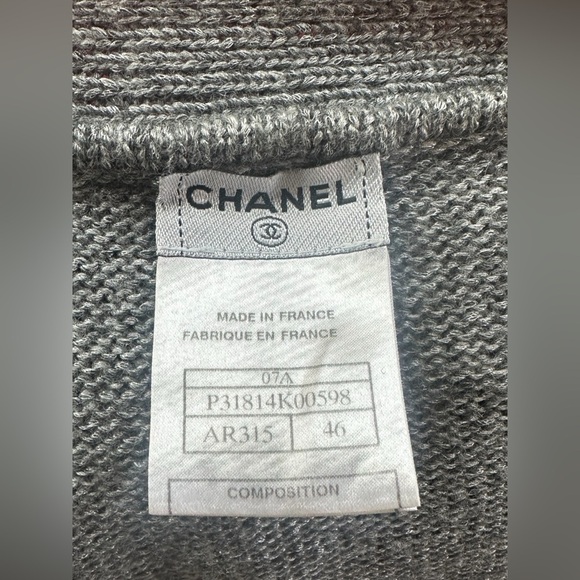 CHANEL
MADE IN FRANCE
FABRIQUE EN FRANCE
07A
P31814K00598
AR315 46
COMPOSITION